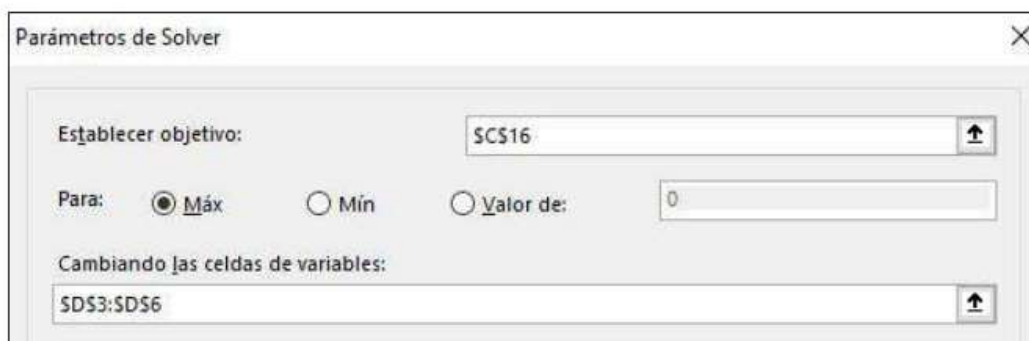 Parámetros de Solver
Establecer objetivo: $C$16
Para: Máx Mín Valor de: 0
Cambiando las celdas de variables:
$D$3:$D$6